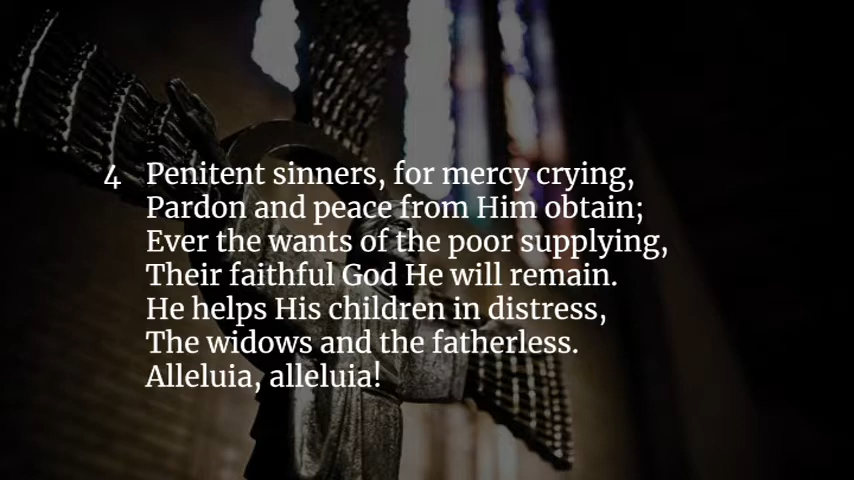 4 Penitent sinners, for mercy crying,
Pardon and peace from Him obtain;
Ever the wants of the poor supplying,
Their faithful God He will remain.
He helps His children in distress,
The widows and the fatherless.
Alleluia, alleluia!